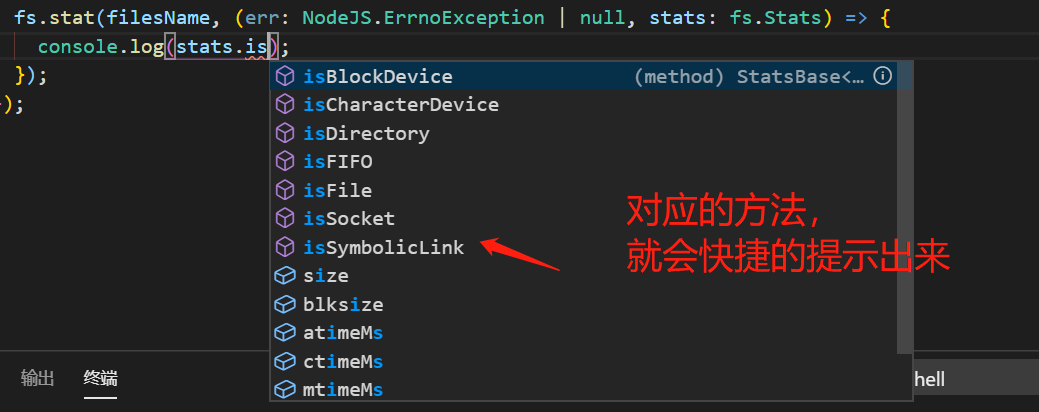 fs.stat(filesName, (err: NodeJS.ErrnoException | null, stats: fs.Stats) => {
console.log(stats.is);
});
);
isBlockDevice (method) StatsBase<…
isCharacterDevice
isDirectory
isFIFO
isFile
isSocket
isSymbolicLink
size
blksize
atimeMs
ctimeMs
mtimeMs
对应的方法,
就会快捷的提示出来
输出 终端
hell